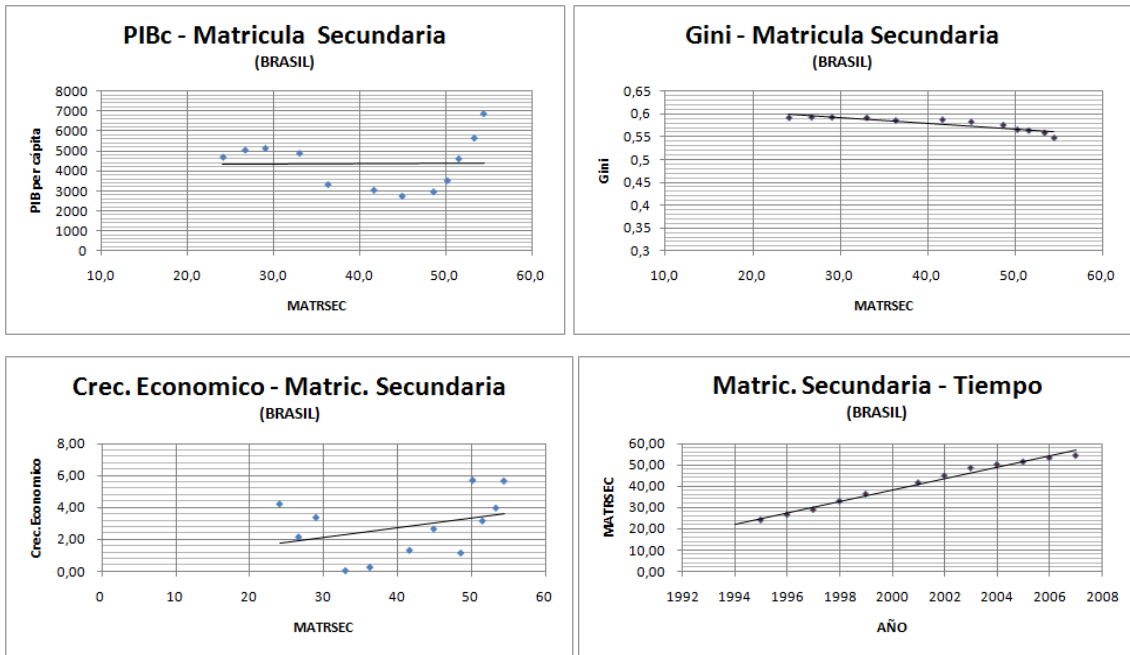 PIBc - Matricula Secundaria
(BRASIL)
PIB per cápita
8000
7000
6000
5000
4000
3000
2000
1000
0
10,0 20,0 30,0 40,0 50,0 60,0
MATRSEC
Gini - Matricula Secundaria
(BRASIL)
Gini
0,65
0,6
0,55
0,5
0,45
0,4
0,35
0,3
10,0 20,0 30,0 40,0 50,0 60,0
MATRSEC
Crec. Economico - Matric. Secundaria
(BRASIL)
Crec. Economico
8,00
6,00
4,00
2,00
0,00
0 10 20 30 40 50 60
MATRSEC
Matric. Secundaria - Tiempo
(BRASIL)
MATRSEC
60,00
50,00
40,00
30,00
20,00
10,00
0,00
1992 1994 1996 1998 2000 2002 2004 2006 2008
AÑO